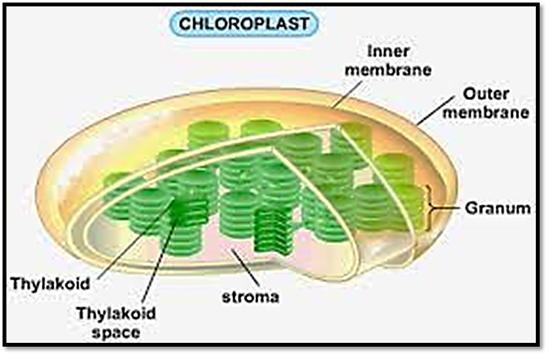 CHLOROPLAST
Inner
membrane
Outer
membrane
Granum
Thylakoid
Thylakoid
space
stroma